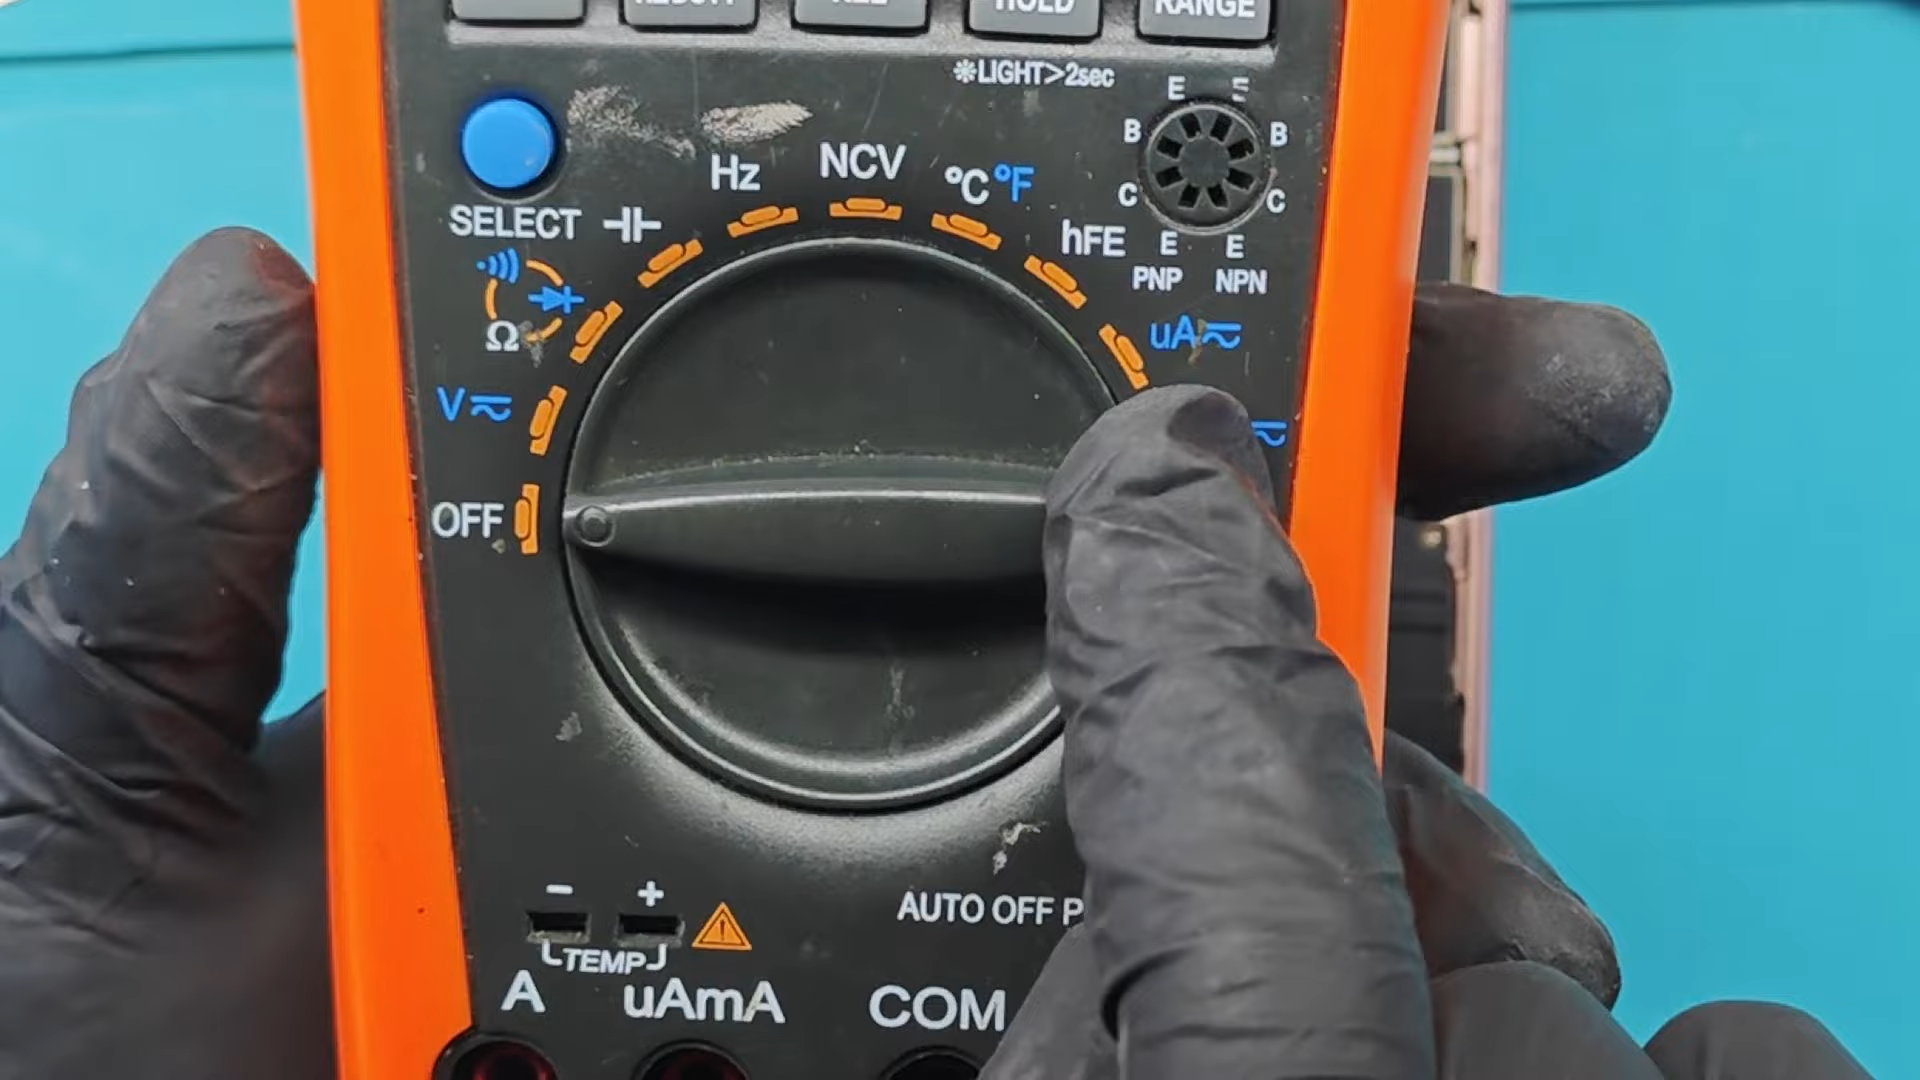 HOLD
RANGE
※LIGHT>2sec
E E
B B
C C
E E
PNP NPN
SELECT
Hz
NCV
°C°F
hFE
uA
Ω
V
OFF
- +
TEMP
AUTO OFF
A
uAmA
COM